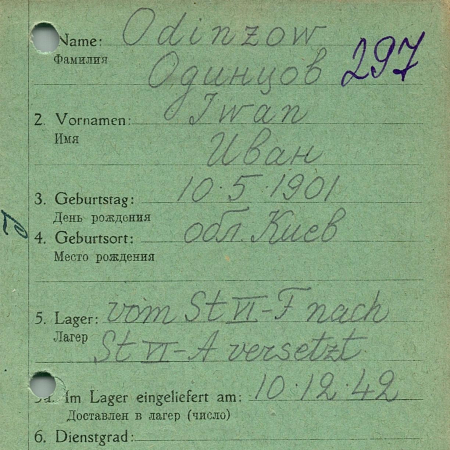 Name: Odinzow
Фамилия Одинцов 297
2. Vornamen: Iwan
Имя Иван
3. Geburtstag: 10.5.1901
День рождения
4. Geburtsort: обл. Киев
Место рождения
5. Lager: vom St VI-F nach
Лагер St VI-A versetzt.
5a. Im Lager eingeliefert am: 10.12.42
Доставлен в лагер (число)
6. Dienstgrad: